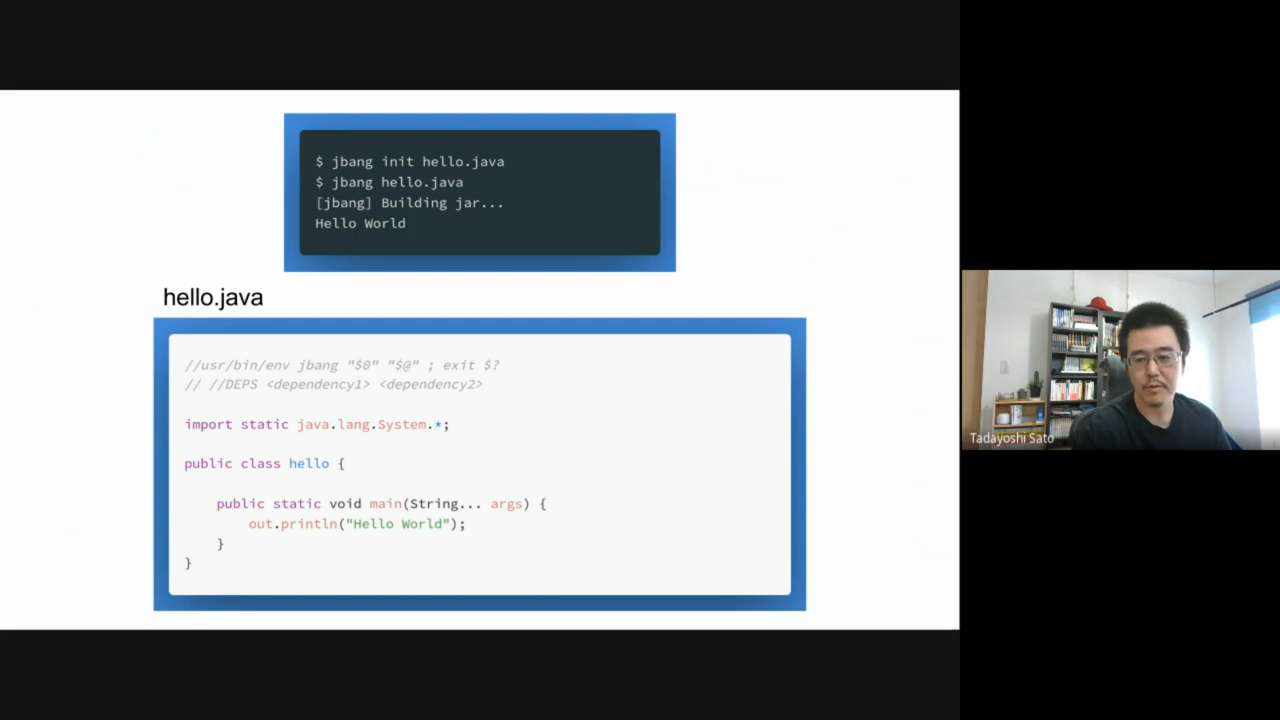 $ jbang init hello.java
$ jbang hello.java
[jbang] Building jar...
Hello World
hello.java
//usr/bin/env jbang "$0" "$@" ; exit $?
// //DEPS <dependency1> <dependency2>
import static java.lang.System.*;
public class hello {
public static void main(String... args) {
out.println("Hello World");
}
}
Tadayoshi Sato